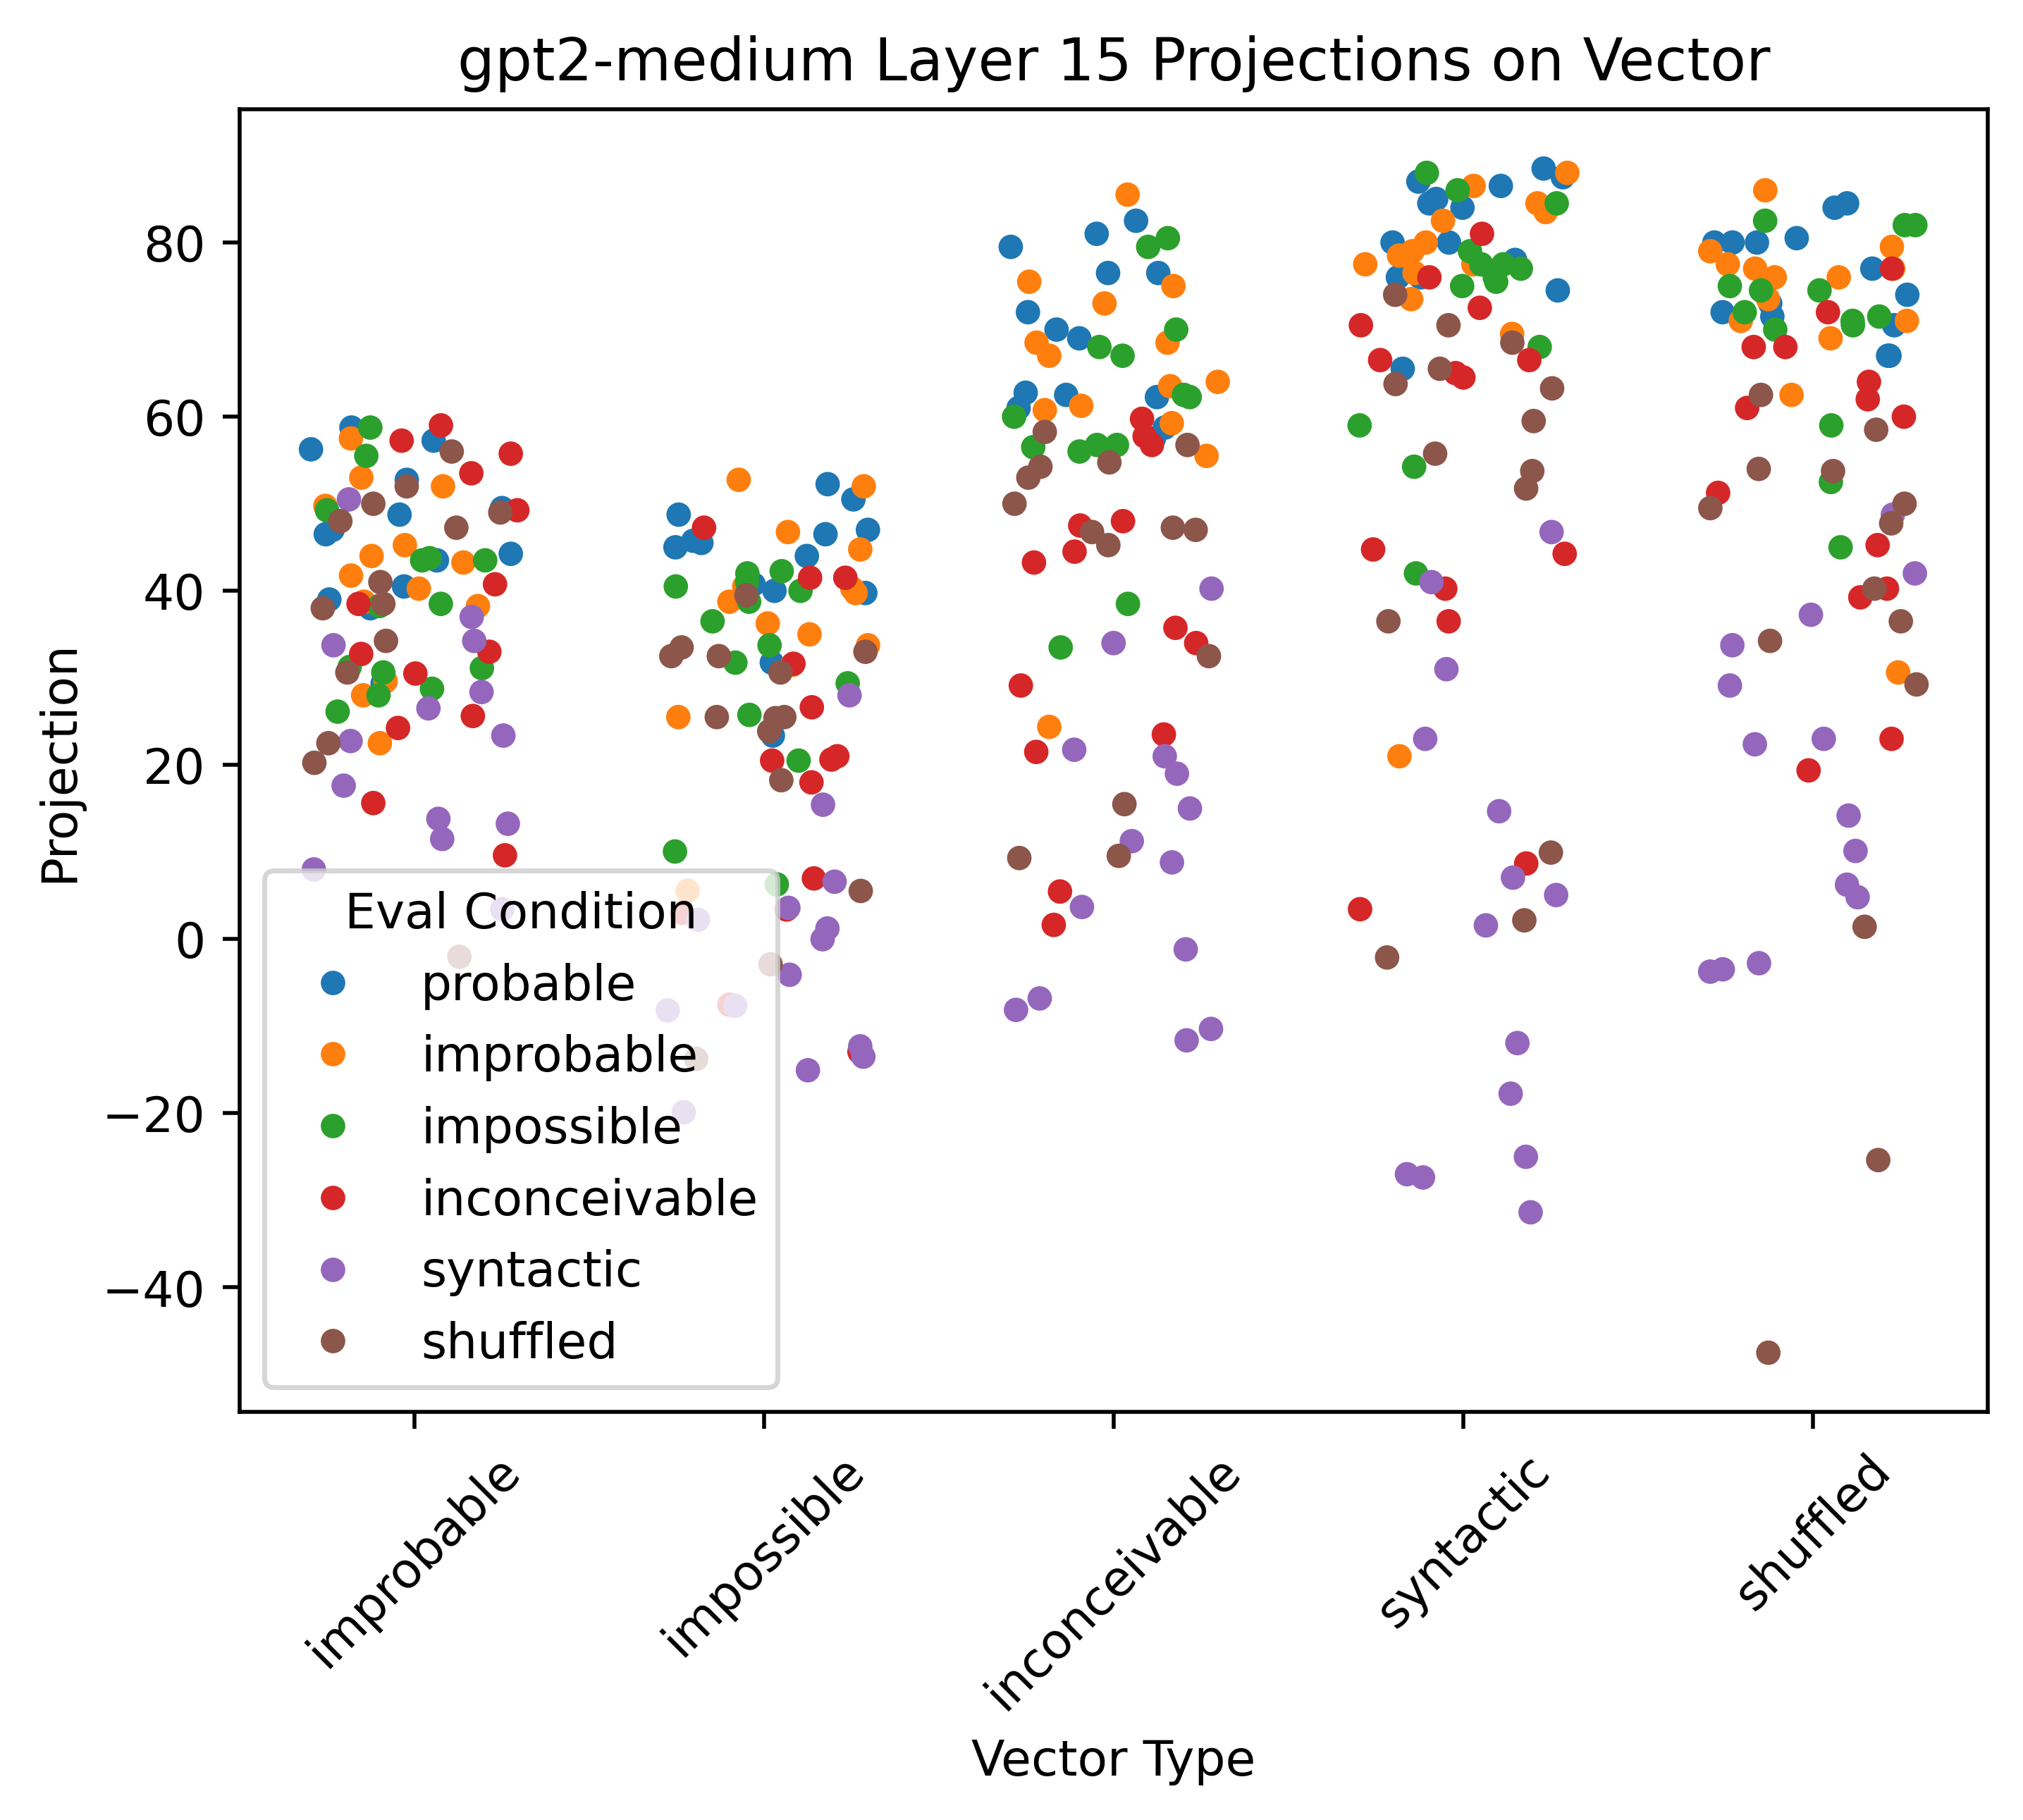 gpt2-medium Layer 15 Projections on Vector
Projection
80
60
40
20
0
−20
−40
Eval Condition
probable
improbable
impossible
inconceivable
syntactic
shuffled
improbable
impossible
inconceivable
syntactic
shuffled
Vector Type